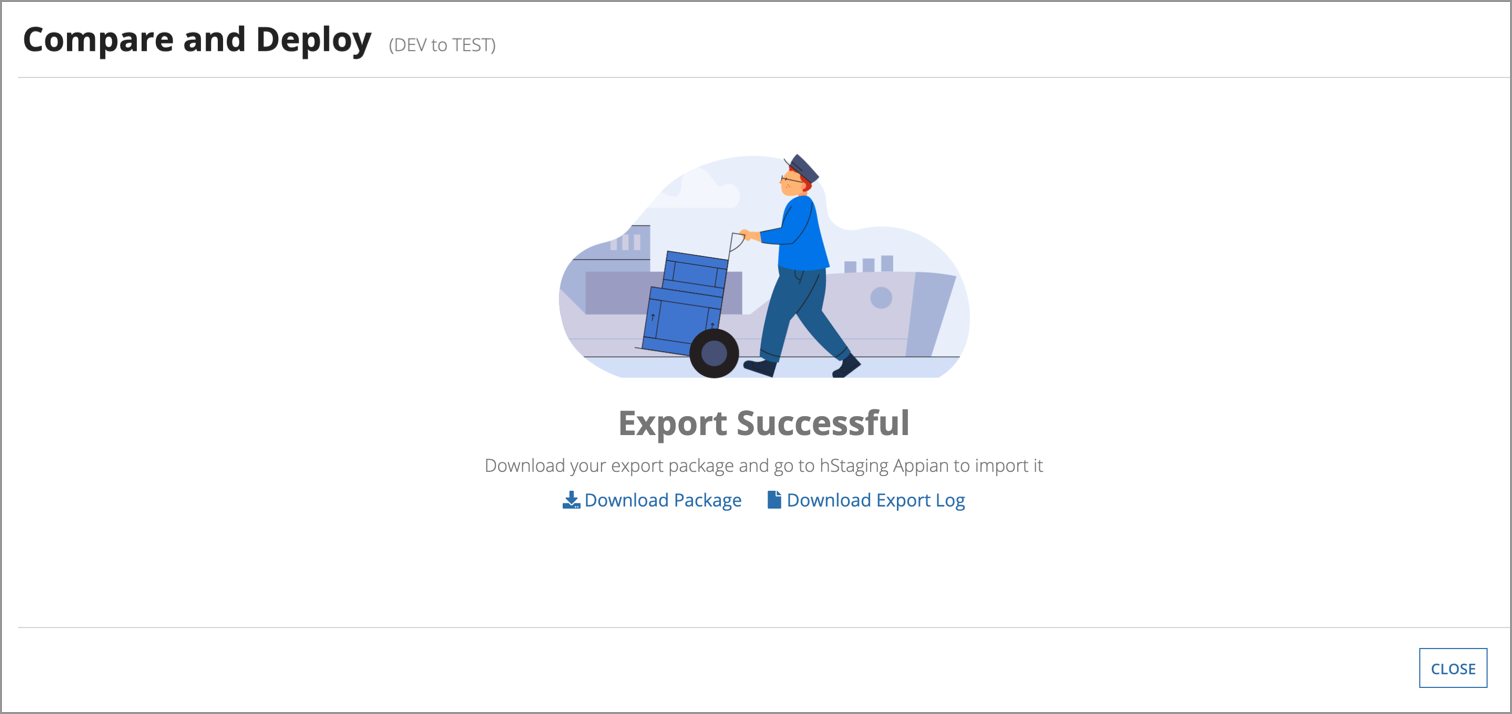 Compare and Deploy (DEV to TEST)
Export Successful
Download your export package and go to hStaging Appian to import it
Download Package Download Export Log
CLOSE